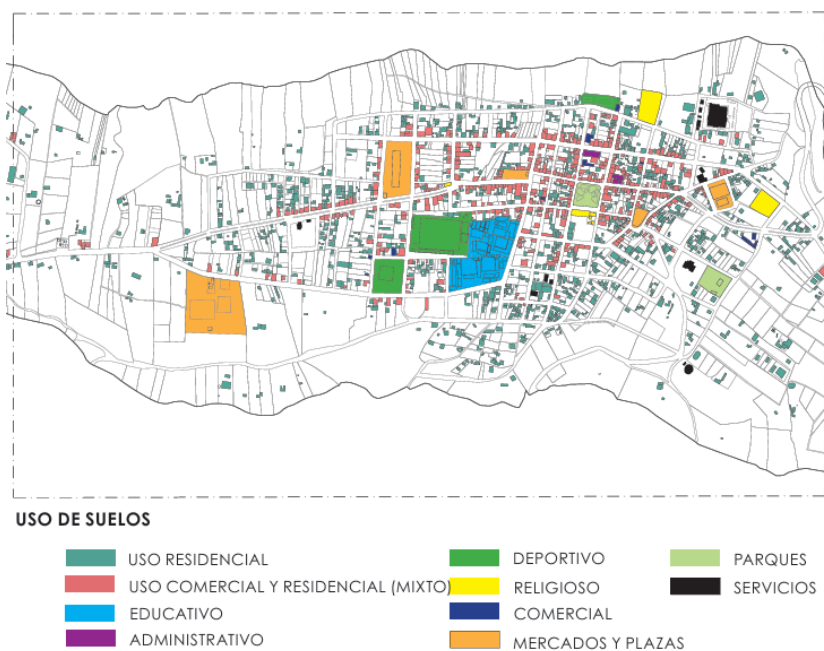 USO DE SUELOS
USO RESIDENCIAL
USO COMERCIAL Y RESIDENCIAL (MIXTO)
EDUCATIVO
ADMINISTRATIVO
DEPORTIVO
RELIGIOSO
COMERCIAL
MERCADOS Y PLAZAS
PARQUES
SERVICIOS